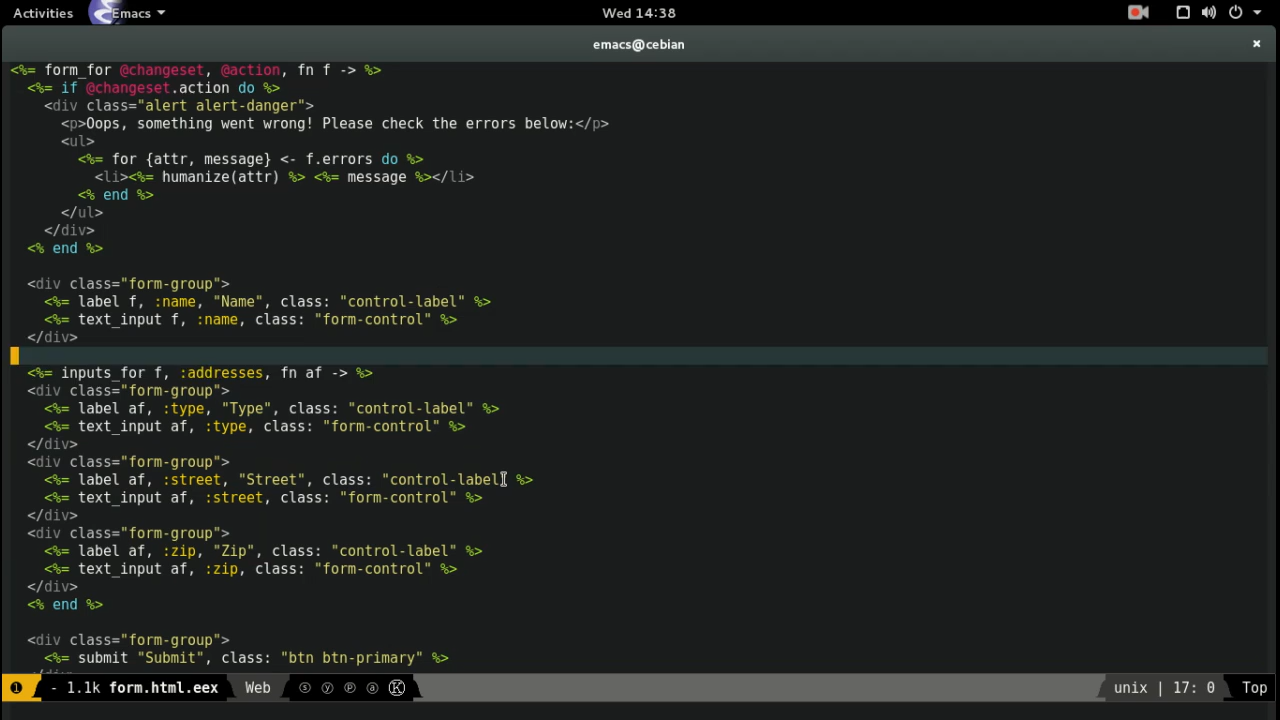 Activities Emacs Wed 14:38
emacs@cebian ×
<%= form_for @changeset, @action, fn f -> %>
<%= if @changeset.action do %>
<div class="alert alert-danger">
<p>Oops, something went wrong! Please check the errors below:</p>
<ul>
<%= for {attr, message} <- f.errors do %>
<li><%= humanize(attr) %> <%= message %></li>
<% end %>
</ul>
</div>
<% end %>
<div class="form-group">
<%= label f, :name, "Name", class: "control-label" %>
<%= text_input f, :name, class: "form-control" %>
</div>
<%= inputs_for f, :addresses, fn af -> %>
<div class="form-group">
<%= label af, :type, "Type", class: "control-label" %>
<%= text_input af, :type, class: "form-control" %>
</div>
<div class="form-group">
<%= label af, :street, "Street", class: "control-label" %>
<%= text_input af, :street, class: "form-control" %>
</div>
<div class="form-group">
<%= label af, :zip, "Zip", class: "control-label" %>
<%= text_input af, :zip, class: "form-control" %>
</div>
<% end %>
<div class="form-group">
<%= submit "Submit", class: "btn btn-primary" %>
❶ - 1.1k form.html.eex Web ⓢ ⓨ ⓟ ⓐ Ⓚ unix | 17: 0 Top